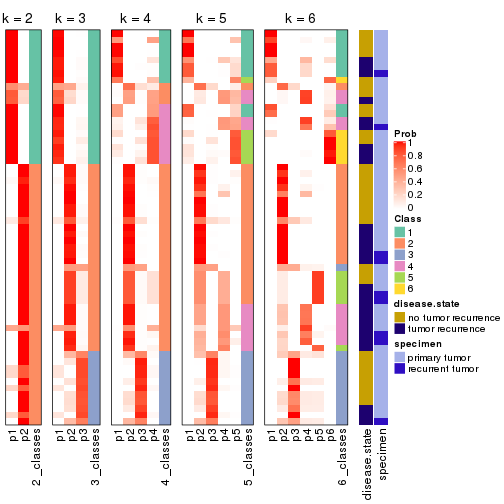 k = 2
k = 3
k = 4
k = 5
k = 6
p1
p2
2_classes
p1
p2
p3
3_classes
p1
p2
p3
p4
4_classes
p1
p2
p3
p4
p5
5_classes
p1
p2
p3
p4
p5
p6
6_classes
disease.state
specimen
Prob
1
0.8
0.6
0.4
0.2
0
Class
1
2
3
4
5
6
disease.state
no tumor recurrence
tumor recurrence
specimen
primary tumor
recurrent tumor